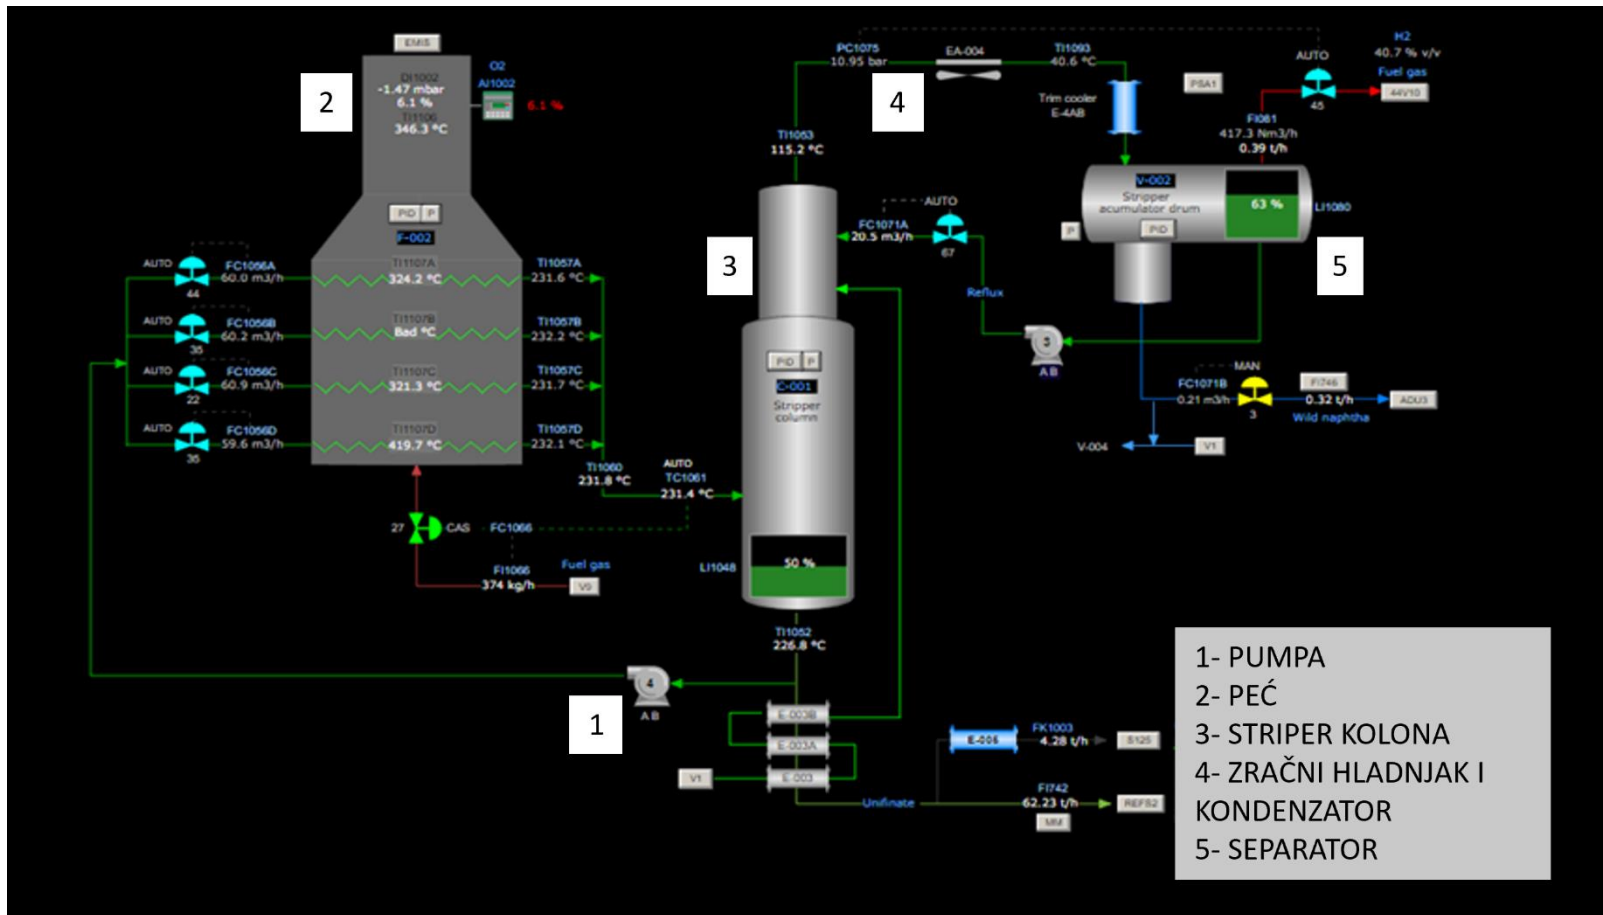 EMIS
2
DI1002
-1.47 mbar
6.1 %
TI1106
346.3 °C
O2
AI1002
6.1 %
PID P
F-002
AUTO
44
FC1056A
60.0 m3/h
TI1107A
324.2 °C
TI1057A
231.6 °C
AUTO
35
FC1056B
60.2 m3/h
TI1107B
Bad °C
TI1057B
232.2 °C
AUTO
22
FC1056C
60.9 m3/h
TI1107C
321.3 °C
TI1057C
231.7 °C
AUTO
35
FC1056D
59.6 m3/h
TI1107D
419.7 °C
TI1057D
232.1 °C
TI1060
231.8 °C
AUTO
TC1061
231.4 °C
27
CAS
FC1066
FI1066
374 kg/h
Fuel gas
V0
PC1075
10.95 bar
EA-004
TI1093
40.6 °C
4
Trim cooler
E-4AB
TI1053
115.2 °C
3
FC1071A
20.5 m3/h
AUTO
67
Reflux
PID P
C-001
Stripper
column
LI1048
50 %
TI1052
226.8 °C
PSA1
AUTO
45
H2
40.7 % v/v
Fuel gas
44V10
FI081
417.3 Nm3/h
0.39 t/h
V-002
Stripper
acumulator drum
PID
P
63 %
LI1080
5
3
A B
FC1071B
0.21 m3/h
MAN
3
FI746
0.32 t/h
Wild naphtha
ADU3
V-004
V1
4
A B
1
E-003B
E-003A
E-003
V1
E-006
FK1003
4.28 t/h
S125
Unifinate
FI742
62.23 t/h
MM
REFS2
1- PUMPA
2- PEĆ
3- STRIPER KOLONA
4- ZRAČNI HLADNJAK I
KONDENZATOR
5- SEPARATOR